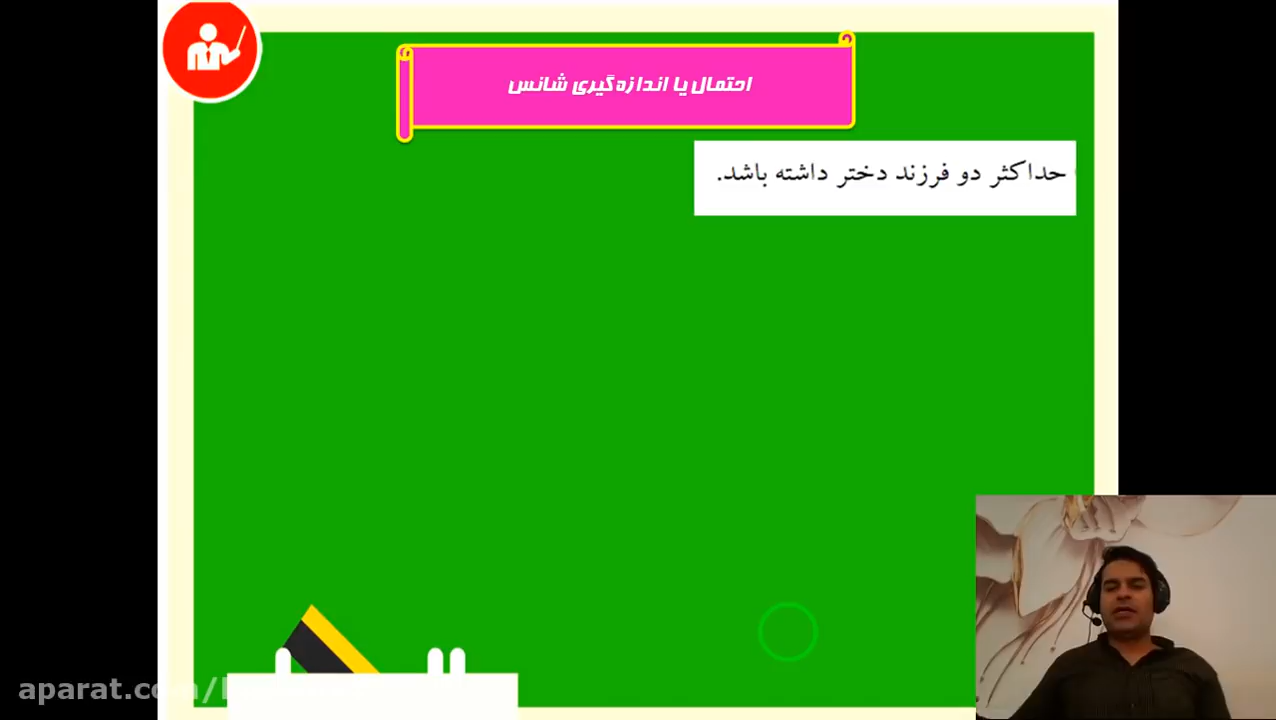 احتمال یا اندازه‌گیری شانس
حداکثر دو فرزند دختر داشته باشد.
aparat.com/